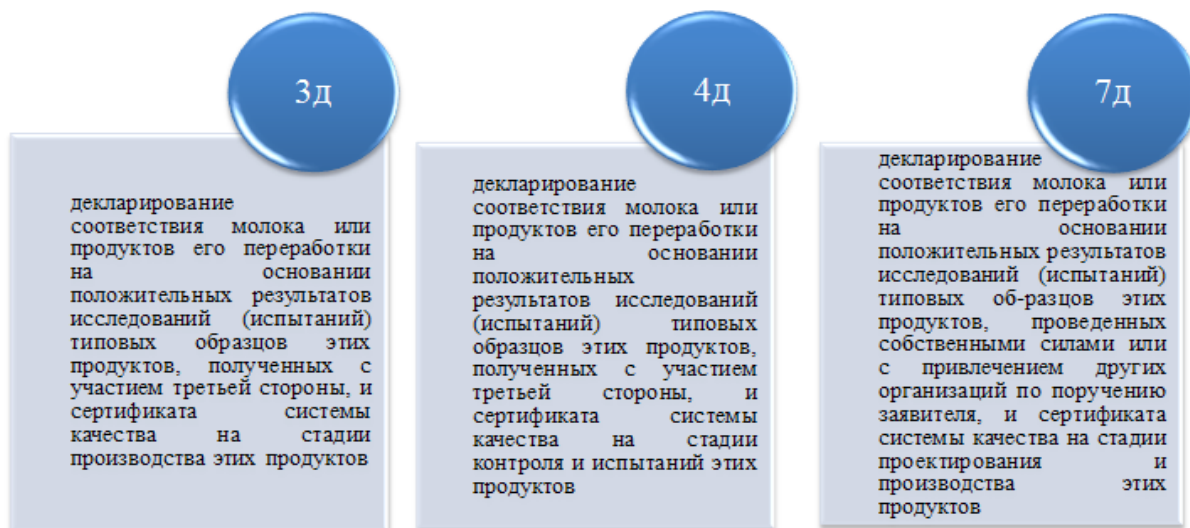 3д
декларирование
соответствия молока или
продуктов его переработки
на основании
положительных результатов
исследований (испытаний)
типовых образцов этих
продуктов, полученных с
участием третьей стороны, и
сертификата системы
качества на стадии
производства этих продуктов
4д
декларирование
соответствия молока или
продуктов его переработки
на основании
положительных
результатов исследований
(испытаний) типовых
образцов этих продуктов,
полученных с участием
третьей стороны, и
сертификата системы
качества на стадии
контроля и испытаний этих
продуктов
7д
декларирование
соответствия молока или
продуктов его переработки
на основании
положительных результатов
исследований (испытаний)
типовых об-разцов этих
продуктов, проведенных
собственными силами или
с привлечением других
организаций по поручению
заявителя, и сертификата
системы качества на стадии
проектирования и
производства этих
продуктов